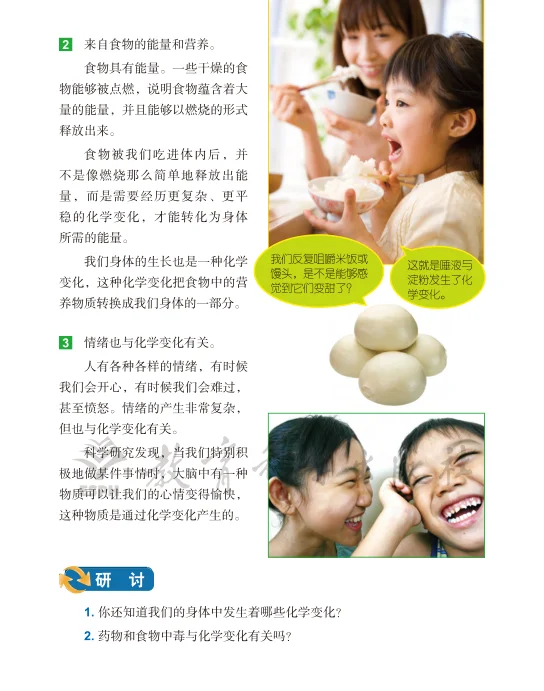 2 来自食物的能量和营养。
食物具有能量。一些干燥的食
物能够被点燃，说明食物蕴含着大
量的能量，并且能够以燃烧的形式
释放出来。
食物被我们吃进体内后，并
不是像燃烧那么简单地释放出能
量，而是需要经历更复杂、更平
稳的化学变化，才能转化为身体
所需的能量。
我们身体的生长也是一种化学
变化，这种化学变化把食物中的营
养物质转换成我们身体的一部分。
我们反复咀嚼米饭或
馒头，是不是能够感
觉到它们变甜了？
这就是唾液与
淀粉发生了化
学变化。
3 情绪也与化学变化有关。
人有各种各样的情绪，有时候
我们会开心，有时候我们会难过，
甚至愤怒。情绪的产生非常复杂，
但也与化学变化有关。
科学研究发现，当我们特别积
极地做某件事情时，大脑中有一种
物质可以让我们的心情变得愉快，
这种物质是通过化学变化产生的。
教育
研 讨
1. 你还知道我们的身体中发生着哪些化学变化？
2. 药物和食物中毒与化学变化有关吗？